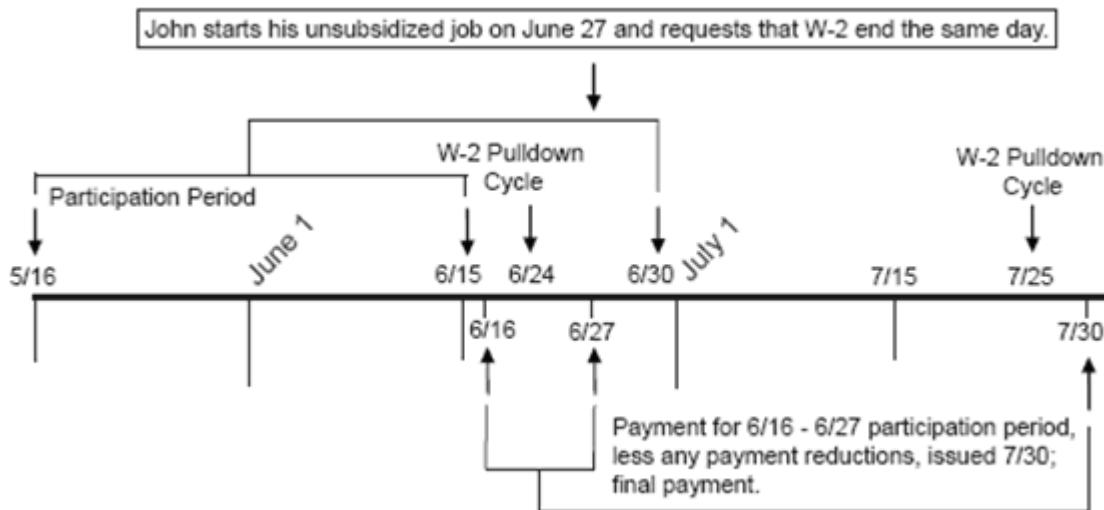 John starts his unsubsidized job on June 27 and requests that W-2 end the same day.
W-2 Pulldown
Cycle
W-2 Pulldown
Cycle
Participation Period
June 1
July 1
5/16
6/15
6/24
6/30
7/15
7/25
6/16
6/27
7/30
Payment for 6/16 - 6/27 participation period,
less any payment reductions, issued 7/30;
final payment.